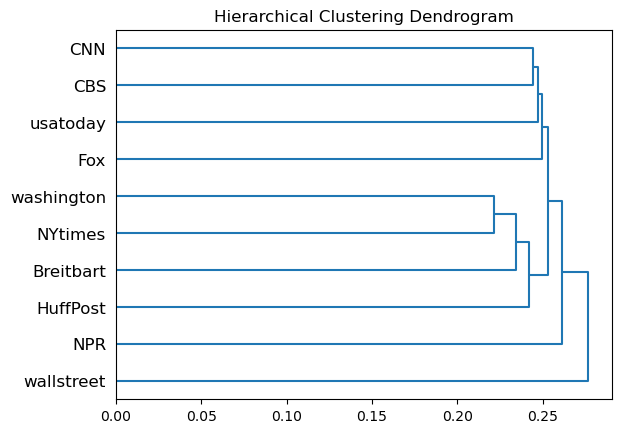 Hierarchical Clustering Dendrogram
CNN
CBS
usatoday
Fox
washington
NYtimes
Breitbart
HuffPost
NPR
wallstreet
0.00 0.05 0.10 0.15 0.20 0.25